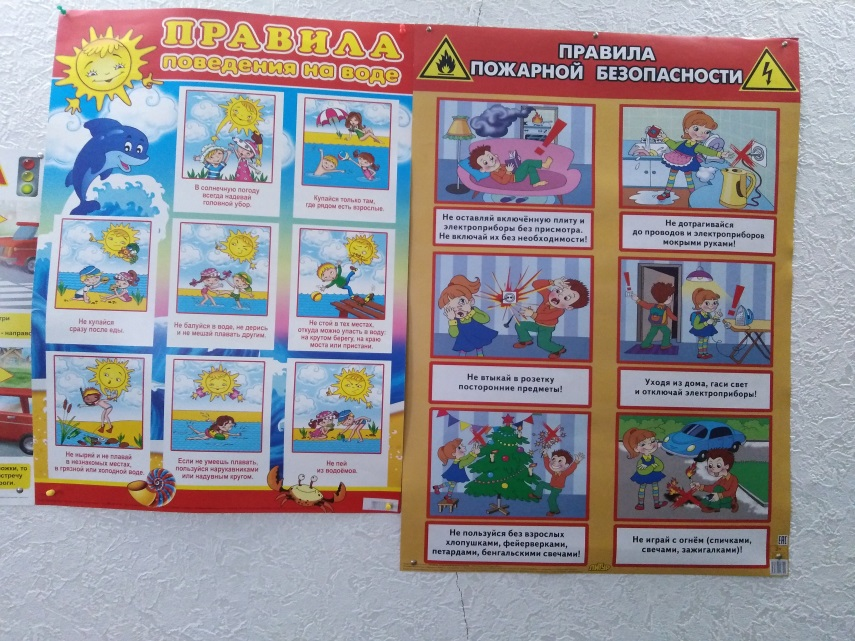 ПРАВИЛА
поведения на воде
В солнечную погоду
всегда надевай
головной убор.
Купайся только там,
где рядом есть взрослые.
Не купайся
сразу после еды.
Не балуйся в воде, не дерись
и не мешай плавать другим.
Не стой в тех местах,
откуда можно упасть в воду:
на крутом берегу, на краю
моста или пристани.
Не ныряй и не плавай
в незнакомых местах,
в грязной или холодной воде.
Если не умеешь плавать,
пользуйся нарукавниками
или надувным кругом.
Не пей
из водоёмов.
ПРАВИЛА
ПОЖАРНОЙ БЕЗОПАСНОСТИ
Не оставляй включённую плиту и
электроприборы без присмотра.
Не включай их без необходимости!
Не дотрагивайся
до проводов и электроприборов
мокрыми руками!
Не втыкай в розетку
посторонние предметы!
Уходя из дома, гаси свет
и отключай электроприборы!
Не пользуйся без взрослых
хлопушками, фейерверками,
петардами, бенгальскими свечами!
Не играй с огнём (спичками,
свечами, зажигалками)!
EAC